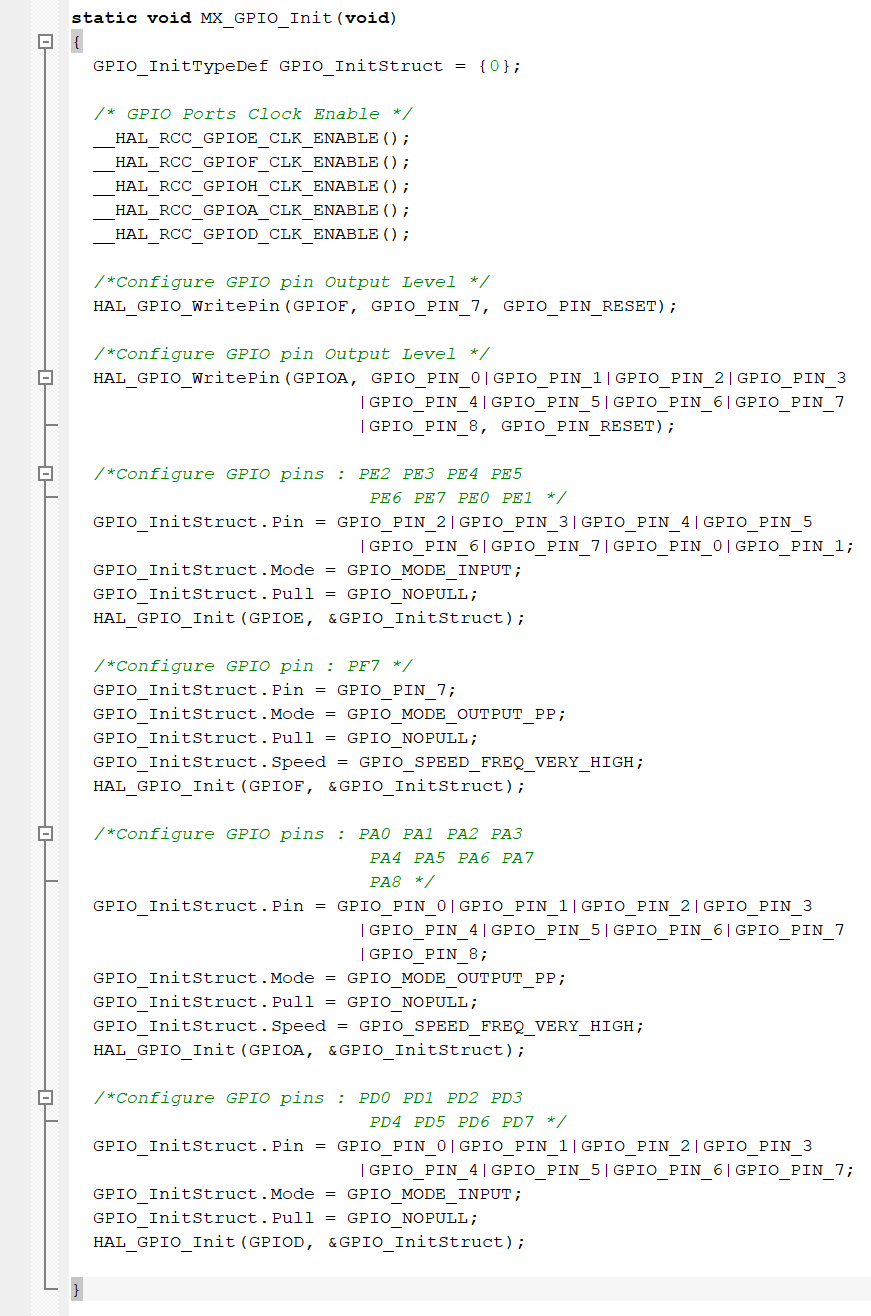 static void MX_GPIO_Init(void)
{
GPIO_InitTypeDef GPIO_InitStruct = {0};
/* GPIO Ports Clock Enable */
__HAL_RCC_GPIOE_CLK_ENABLE();
__HAL_RCC_GPIOF_CLK_ENABLE();
__HAL_RCC_GPIOH_CLK_ENABLE();
__HAL_RCC_GPIOA_CLK_ENABLE();
__HAL_RCC_GPIOD_CLK_ENABLE();
/*Configure GPIO pin Output Level */
HAL_GPIO_WritePin(GPIOF, GPIO_PIN_7, GPIO_PIN_RESET);
/*Configure GPIO pin Output Level */
HAL_GPIO_WritePin(GPIOA, GPIO_PIN_0|GPIO_PIN_1|GPIO_PIN_2|GPIO_PIN_3
|GPIO_PIN_4|GPIO_PIN_5|GPIO_PIN_6|GPIO_PIN_7
|GPIO_PIN_8, GPIO_PIN_RESET);
/*Configure GPIO pins : PE2 PE3 PE4 PE5
PE6 PE7 PE0 PE1 */
GPIO_InitStruct.Pin = GPIO_PIN_2|GPIO_PIN_3|GPIO_PIN_4|GPIO_PIN_5
|GPIO_PIN_6|GPIO_PIN_7|GPIO_PIN_0|GPIO_PIN_1;
GPIO_InitStruct.Mode = GPIO_MODE_INPUT;
GPIO_InitStruct.Pull = GPIO_NOPULL;
HAL_GPIO_Init(GPIOE, &GPIO_InitStruct);
/*Configure GPIO pin : PF7 */
GPIO_InitStruct.Pin = GPIO_PIN_7;
GPIO_InitStruct.Mode = GPIO_MODE_OUTPUT_PP;
GPIO_InitStruct.Pull = GPIO_NOPULL;
GPIO_InitStruct.Speed = GPIO_SPEED_FREQ_VERY_HIGH;
HAL_GPIO_Init(GPIOF, &GPIO_InitStruct);
/*Configure GPIO pins : PA0 PA1 PA2 PA3
PA4 PA5 PA6 PA7
PA8 */
GPIO_InitStruct.Pin = GPIO_PIN_0|GPIO_PIN_1|GPIO_PIN_2|GPIO_PIN_3
|GPIO_PIN_4|GPIO_PIN_5|GPIO_PIN_6|GPIO_PIN_7
|GPIO_PIN_8;
GPIO_InitStruct.Mode = GPIO_MODE_OUTPUT_PP;
GPIO_InitStruct.Pull = GPIO_NOPULL;
GPIO_InitStruct.Speed = GPIO_SPEED_FREQ_VERY_HIGH;
HAL_GPIO_Init(GPIOA, &GPIO_InitStruct);
/*Configure GPIO pins : PD0 PD1 PD2 PD3
PD4 PD5 PD6 PD7 */
GPIO_InitStruct.Pin = GPIO_PIN_0|GPIO_PIN_1|GPIO_PIN_2|GPIO_PIN_3
|GPIO_PIN_4|GPIO_PIN_5|GPIO_PIN_6|GPIO_PIN_7;
GPIO_InitStruct.Mode = GPIO_MODE_INPUT;
GPIO_InitStruct.Pull = GPIO_NOPULL;
HAL_GPIO_Init(GPIOD, &GPIO_InitStruct);
}